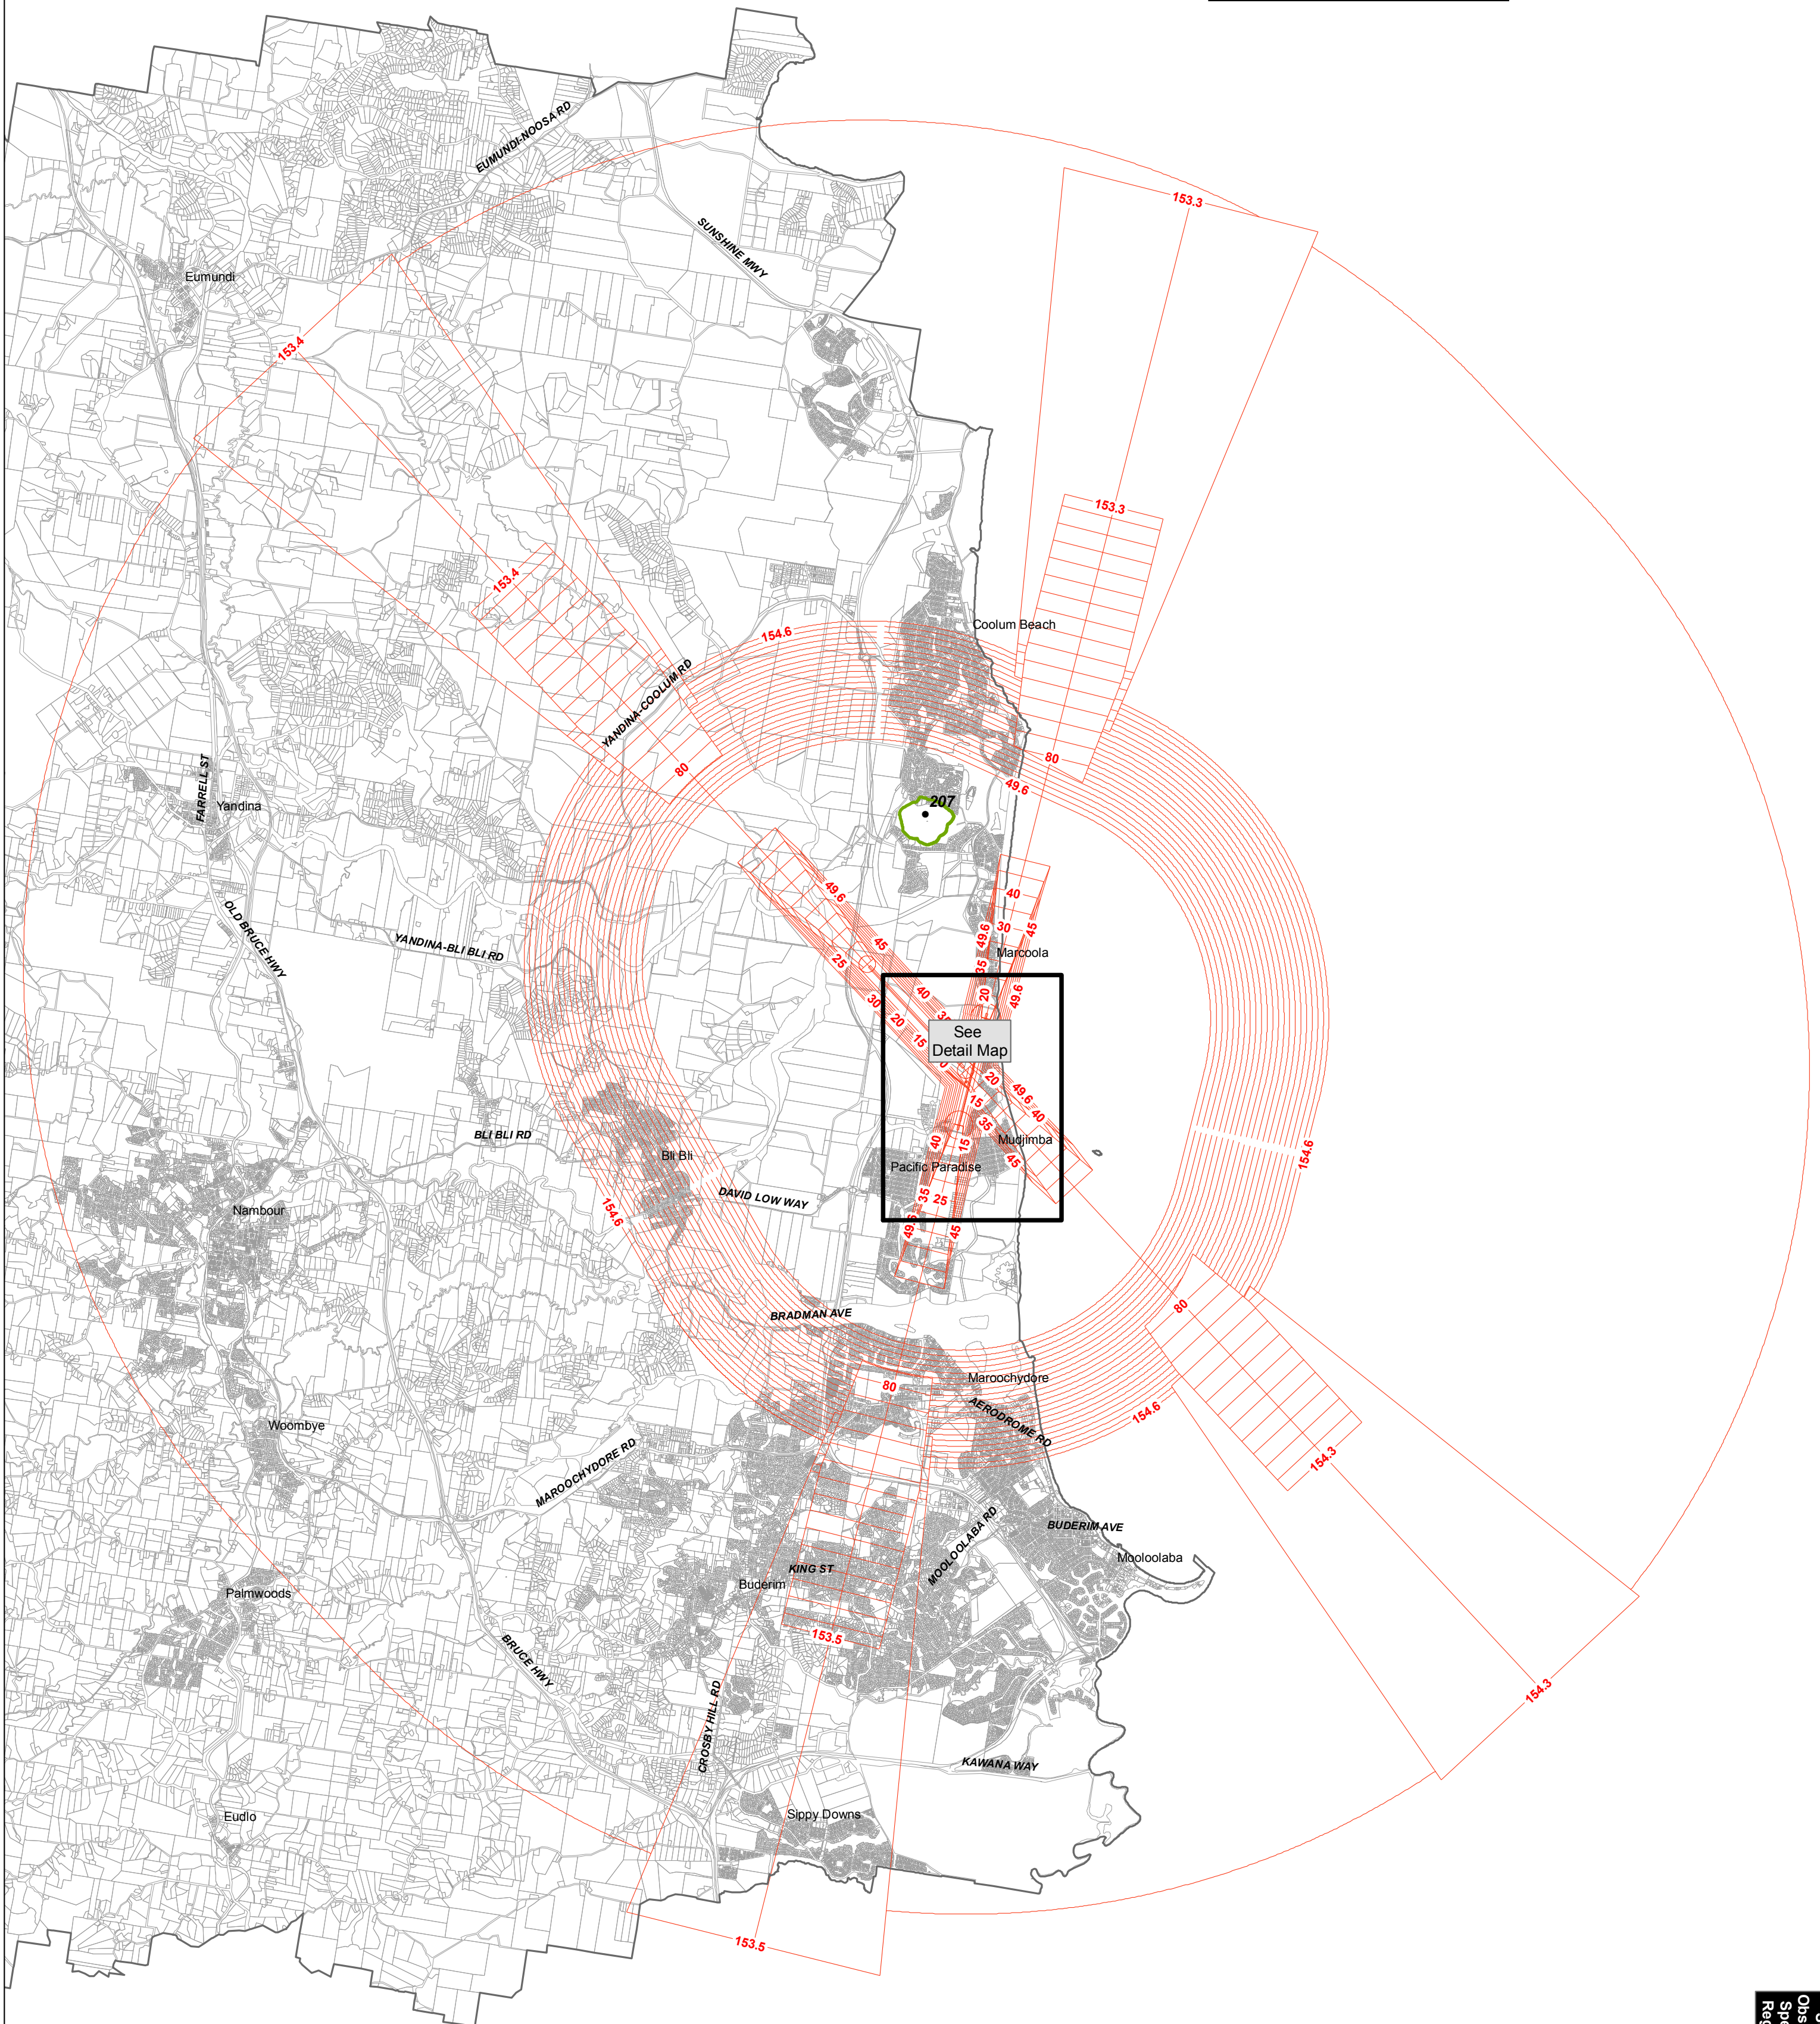 153.3
EUMUNDI-NOOSA RD
SUNSHINE MWY
Eumundi
153.4
153.3
153.4
Coolum Beach
154.6
YANDINA-COOLUM RD
80
80
49.6
FARRELL ST
Yandina
207
49.6
40
OLD BRUCE HWY
YANDINA-BLI BLI RD
45
49.6
30
45
Marcoola
25
35
40
20
49.6
30
20
15
See
Detail Map
20
49.6
40
15
35
BLI BLI RD
40
15
Mudjimba
45
154.6
Bli Bli
Pacific Paradise
DAVID LOW WAY
35
25
154.6
Nambour
49.6
45
80
BRADMAN AVE
Maroochydore
80
AERODROME RD
154.6
Woombye
MAROOCHYDORE RD
154.3
MOOLOOLABA RD
BUDERIM AVE
Mooloolaba
KING ST
Buderim
Palmwoods
153.5
BRUCE HWY
CROSBY HILL RD
154.3
KAWANA WAY
Eudlo
Sippy Downs
153.5
Obs
Spe
Reg